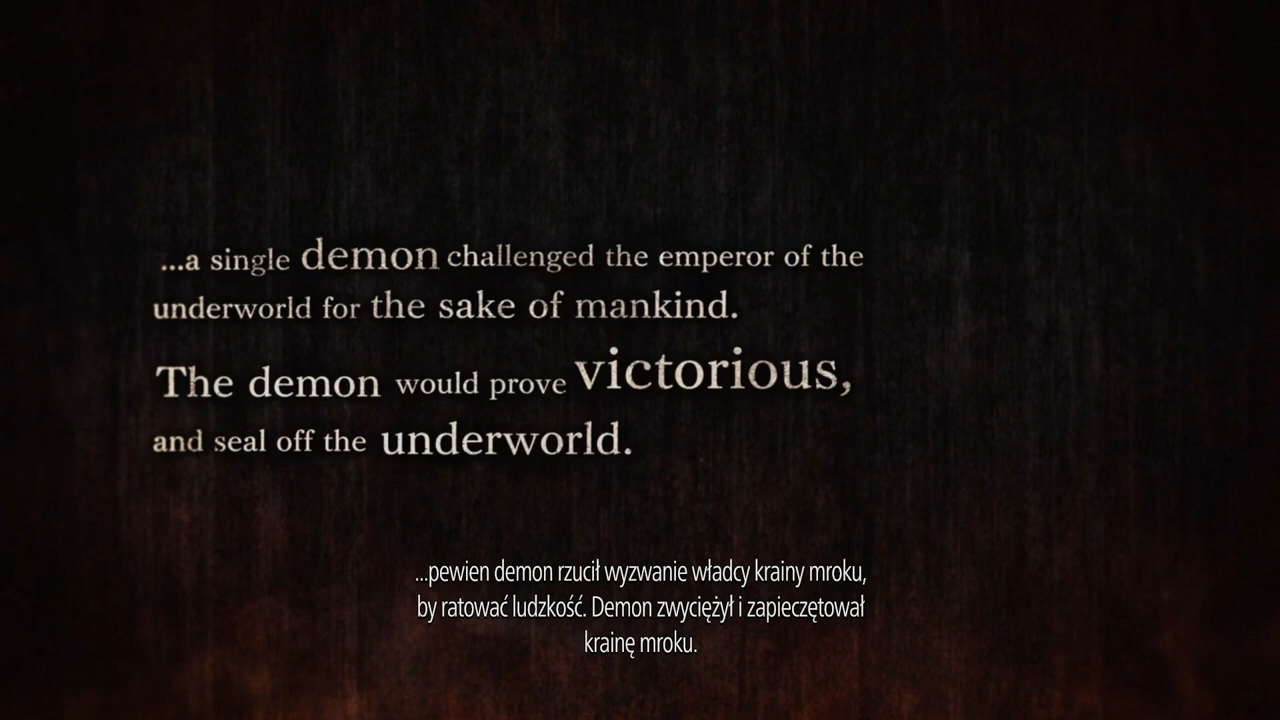 ...a single demon challenged the emperor of the
underworld for the sake of mankind.
The demon would prove victorious,
and seal off the underworld.
...pewien demon rzucił wyzwanie władcy krainy mroku,
by ratować ludzkość. Demon zwyciężył i zapieczętował
krainę mroku.